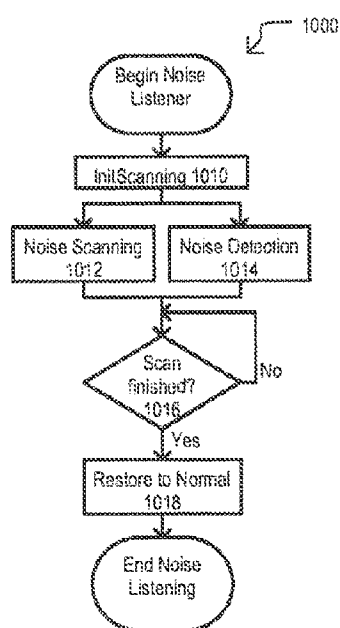 1000
Begin Noise
Listener
InitScanning 1010
Noise Scanning
1012
Noise Detection
1014
Scan
finished?
1016
No
Yes
Restore to Normal
1018
End Noise
Listening